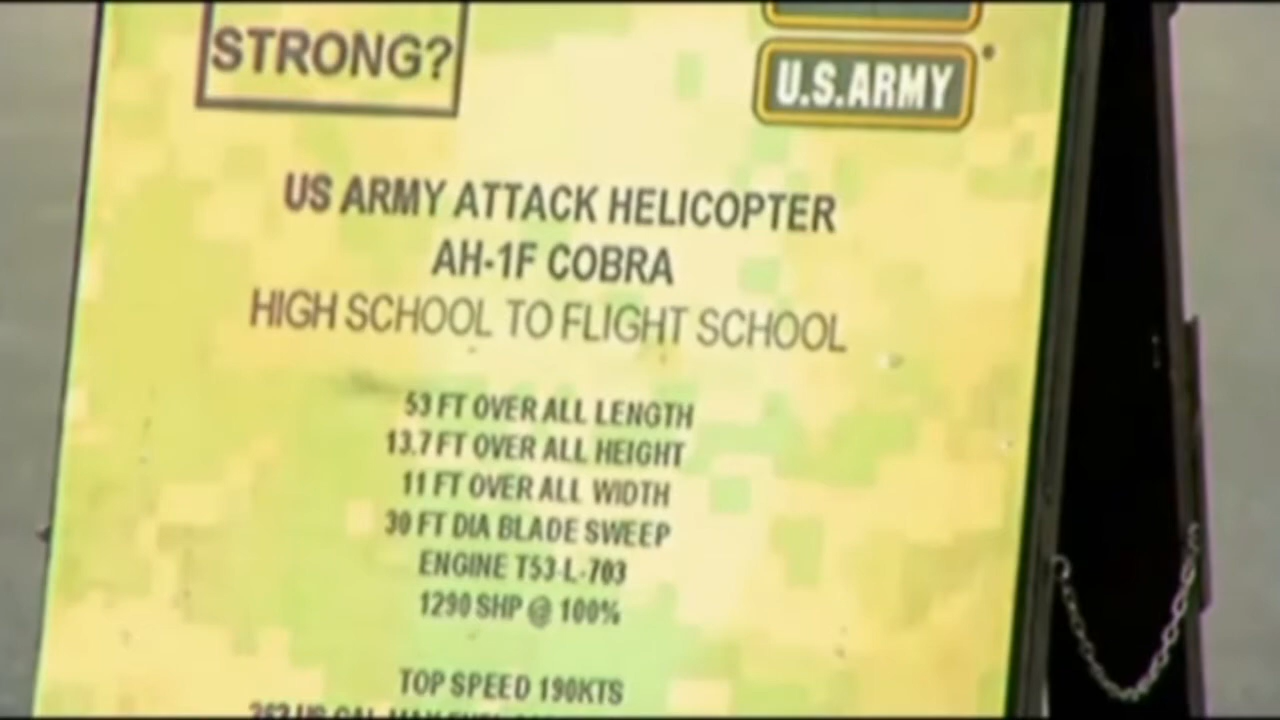 STRONG?
U.S.ARMY
US ARMY ATTACK HELICOPTER
AH-1F COBRA
HIGH SCHOOL TO FLIGHT SCHOOL
53 FT OVER ALL LENGTH
13.7 FT OVER ALL HEIGHT
11 FT OVER ALL WIDTH
30 FT DIA BLADE SWEEP
ENGINE T53-L-703
1290 SHP @ 100%
TOP SPEED 190KTS